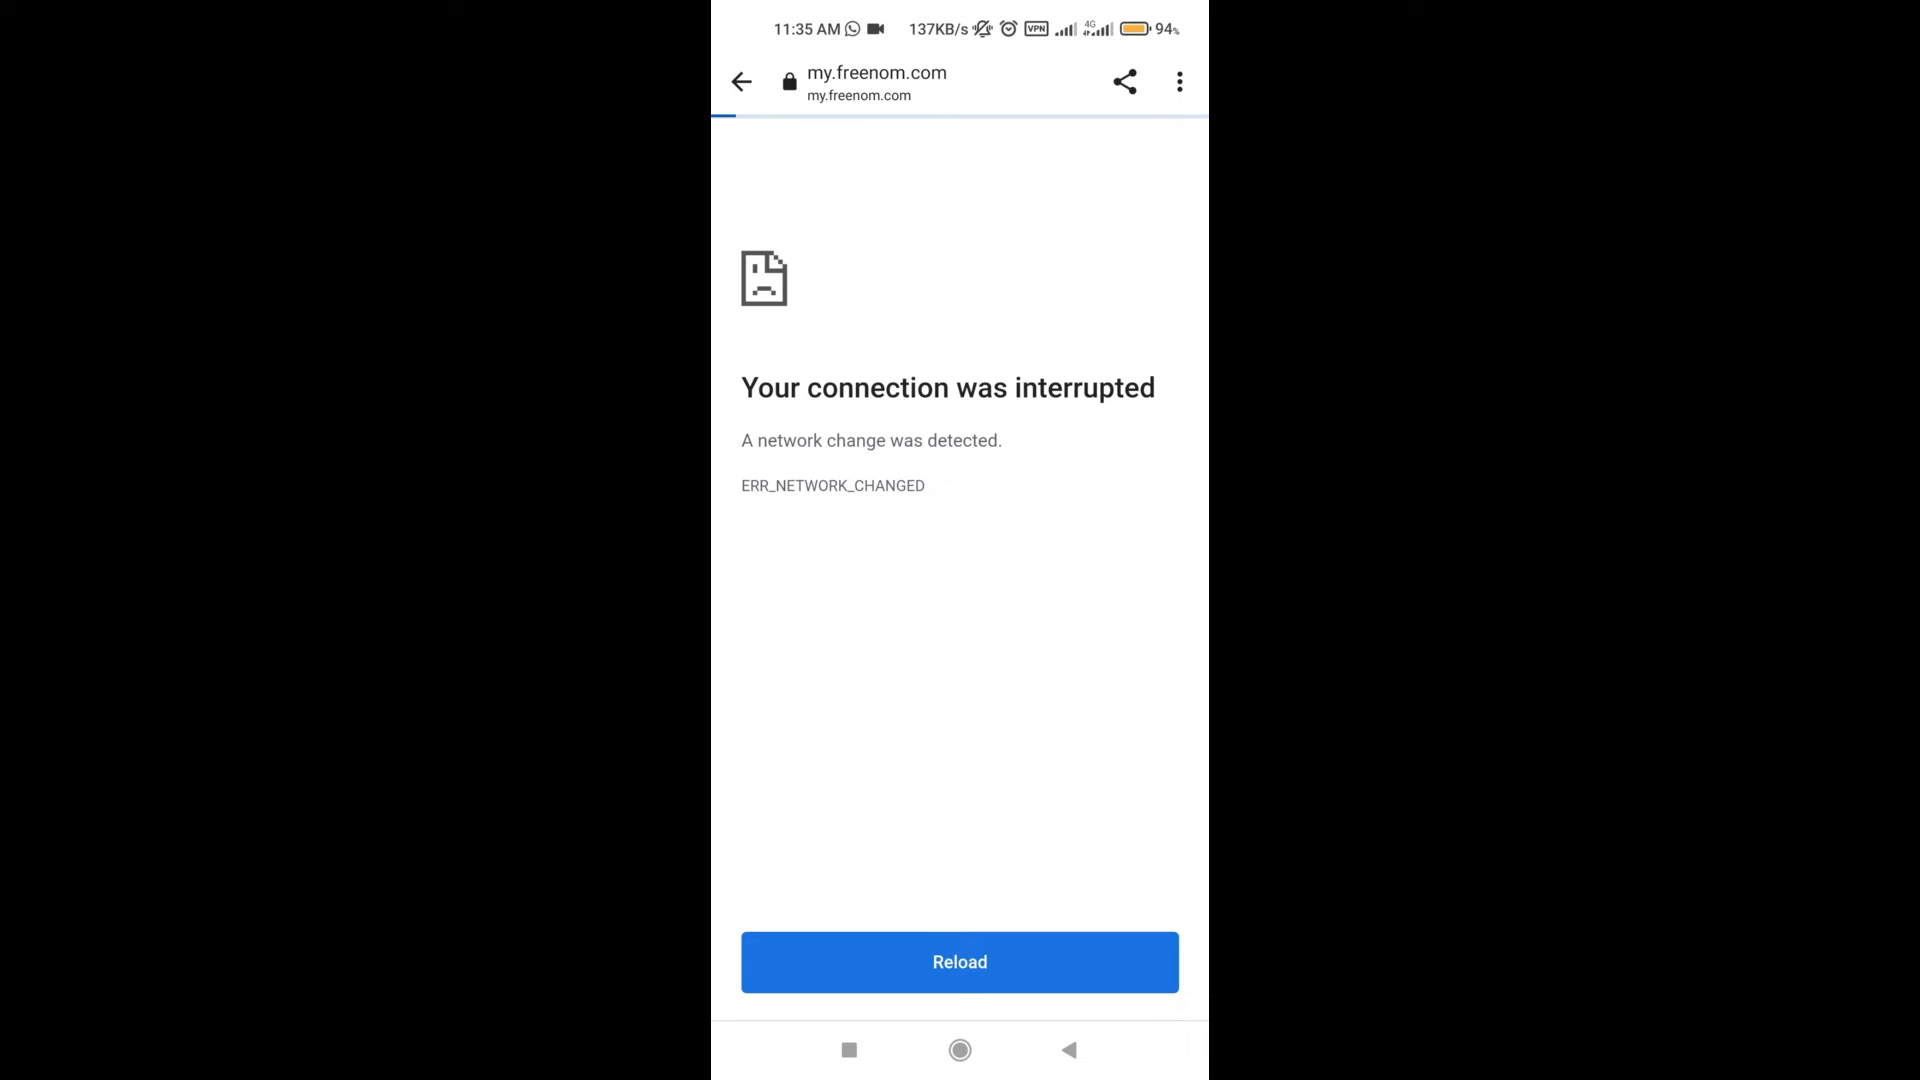 11:35 AM 137KB/s VPN 4G 94%
my.freenom.com
my.freenom.com
Your connection was interrupted
A network change was detected.
ERR_NETWORK_CHANGED
Reload